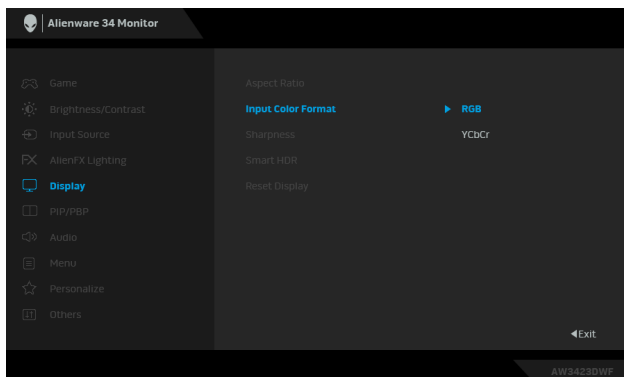 Alienware 34 Monitor
Game
Aspect Ratio
Brightness/Contrast
Input Color Format
RGB
Input Source
Sharpness
YCbCr
FX
AlienFX Lighting
Smart HDR
Display
Reset Display
PIP/PBP
Audio
Menu
Personalize
Others
Exit
AW3423DWF